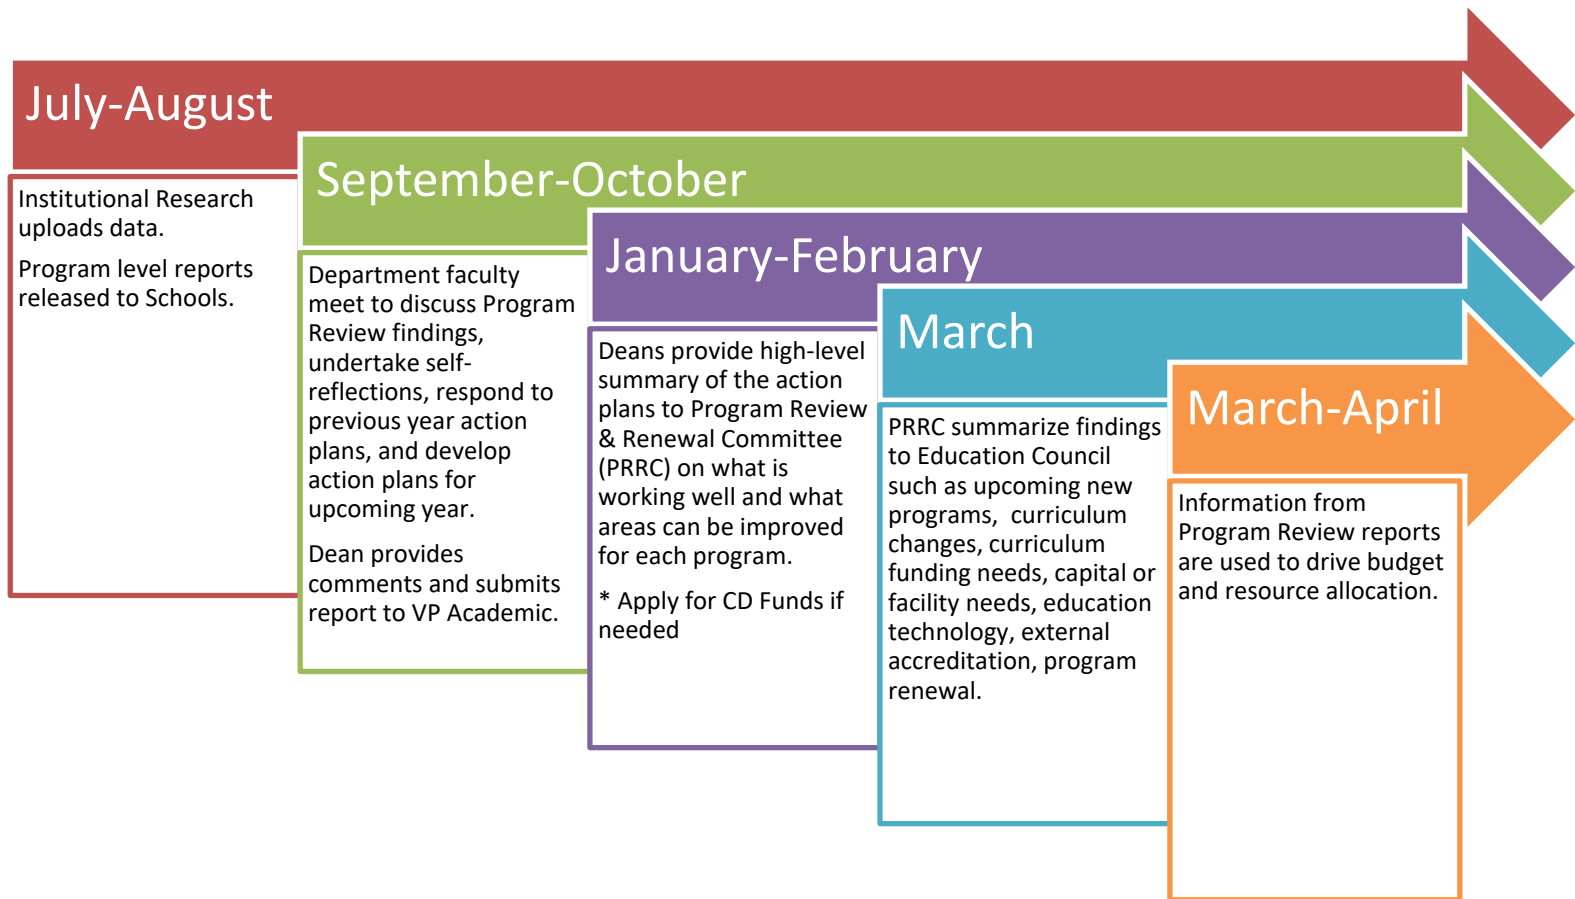 July-August
Institutional Research
uploads data.
Program level reports
released to Schools.
September-October
Department faculty
meet to discuss Program
Review findings,
undertake self-
reflections, respond to
previous year action
plans, and develop
action plans for
upcoming year.
Dean provides
comments and submits
report to VP Academic.
January-February
Deans provide high-level
summary of the action
plans to Program Review
& Renewal Committee
(PRRC) on what is
working well and what
areas can be improved
for each program.
* Apply for CD Funds if
needed
March
PRRC summarize findings
to Education Council
such as upcoming new
programs,  curriculum
changes, curriculum
funding needs, capital or
facility needs, education
technology, external
accreditation, program
renewal.
March-April
Information from
Program Review reports
are used to drive budget
and resource allocation.